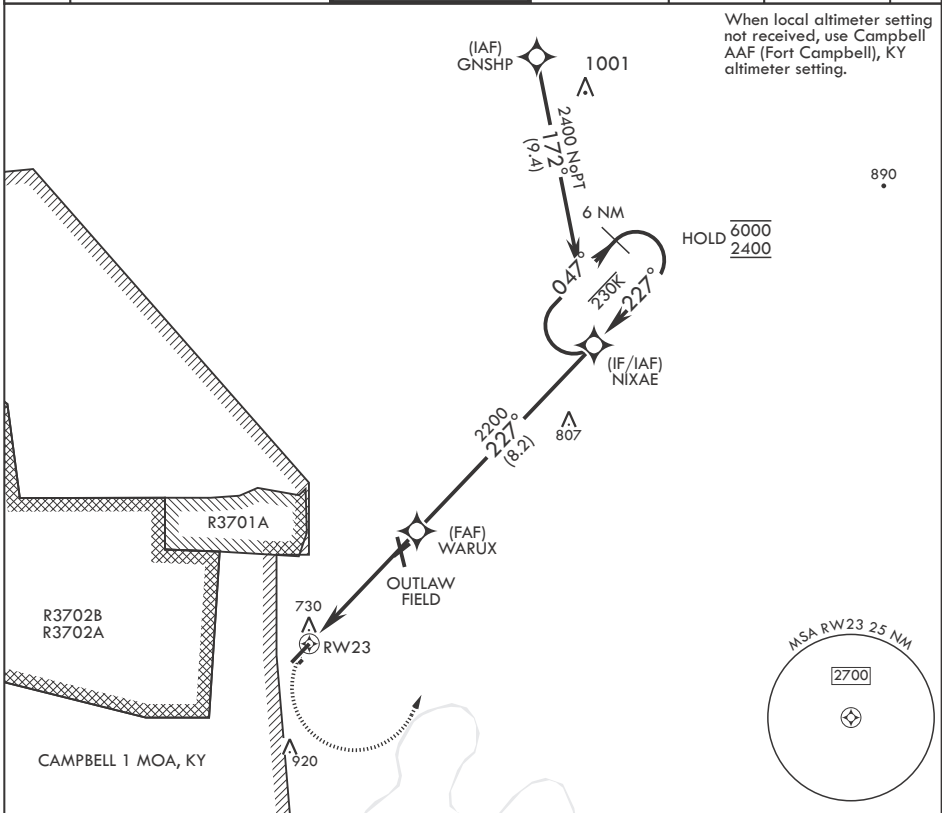 When local altimeter setting
not received, use Campbell
AAF (Fort Campbell), KY
altimeter setting.
(IAF)
GNSHP
1001
2400 NoPT
172°
(9.4)
890
6 NM
HOLD 6000
2400
047°
230K
227°
(IF/IAF)
NIXAE
2200
227°
(8.2)
807
R3701A
(FAF)
WARUX
OUTLAW
FIELD
R3702B
R3702A
730
RW23
MSA RW23 25 NM
2700
CAMPBELL 1 MOA, KY
920